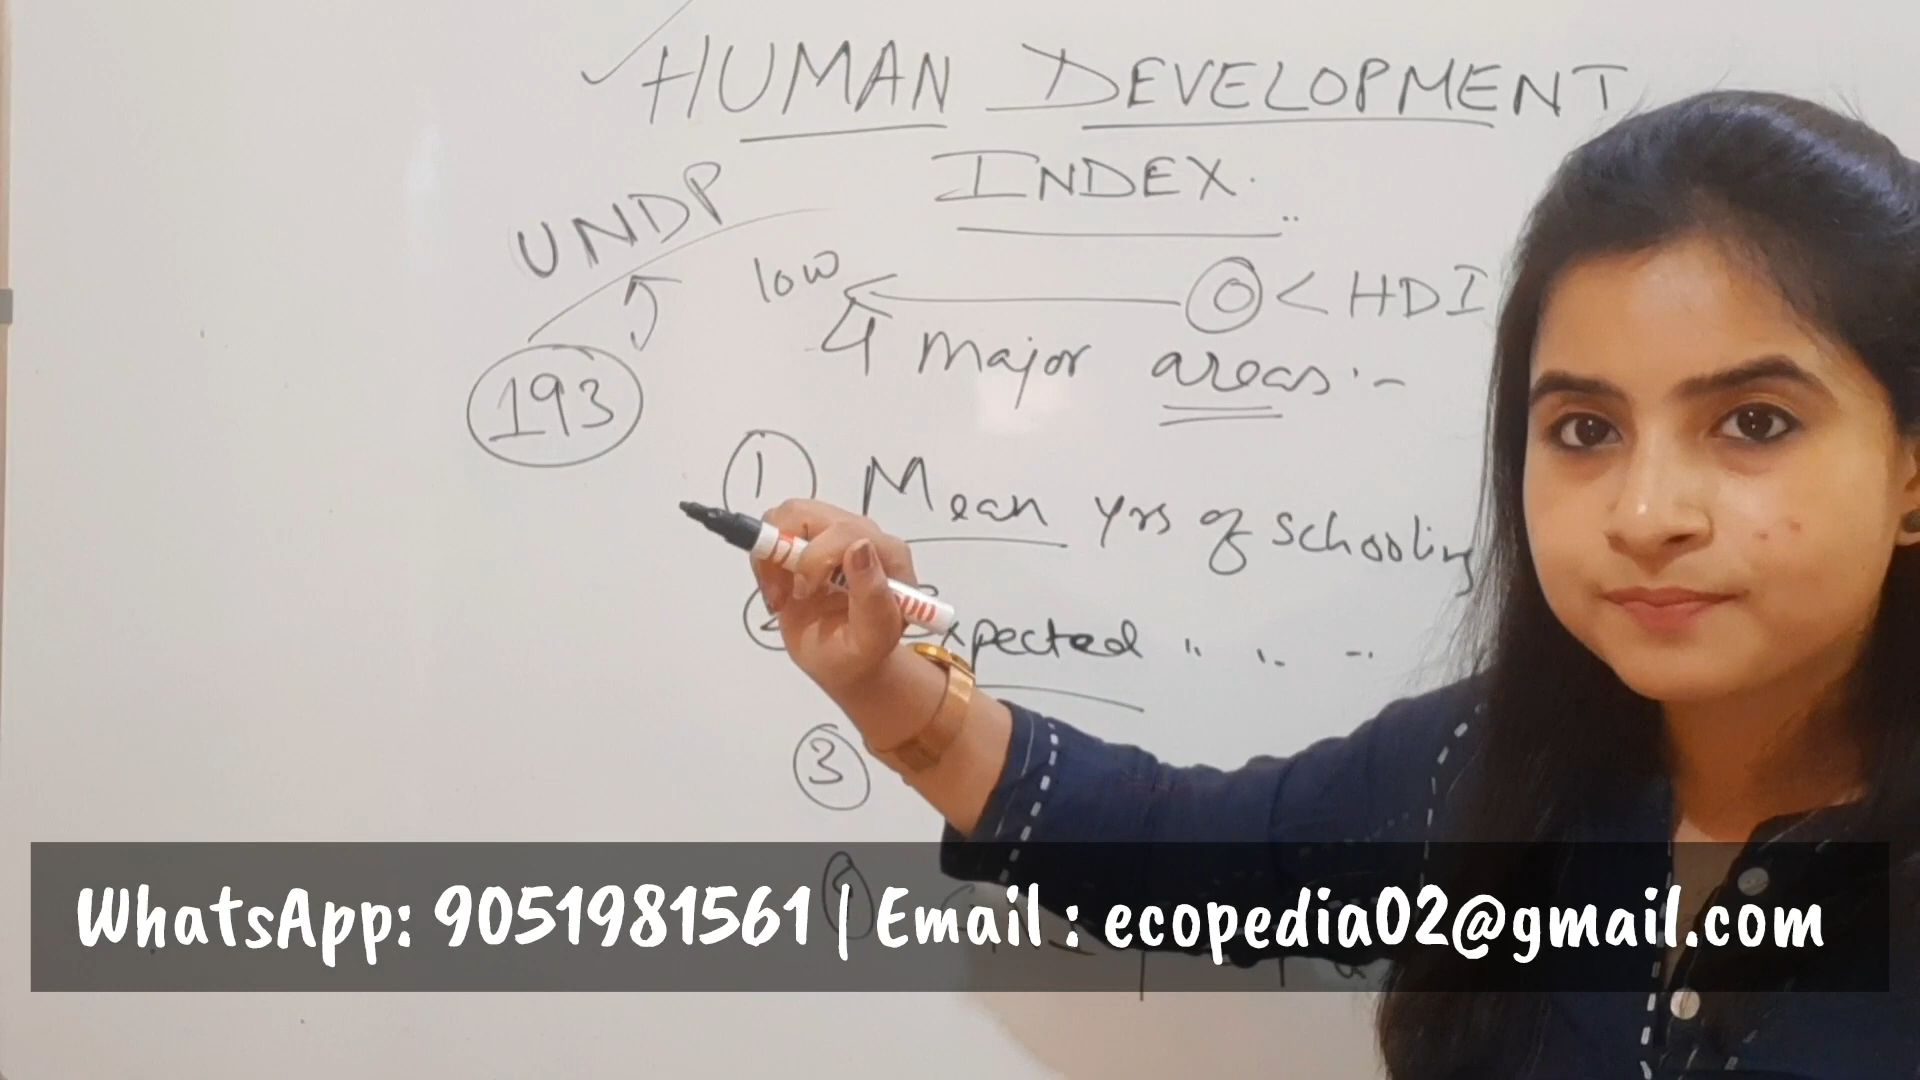 HUMAN DEVELOPMENT
INDEX.
UNDP
low ← 0 < HDI
4 Major areas:-
193
1 Mean yrs of schooling
2 Expected " " "
3
WhatsApp: 9051981561 | Email : ecopedia02@gmail.com